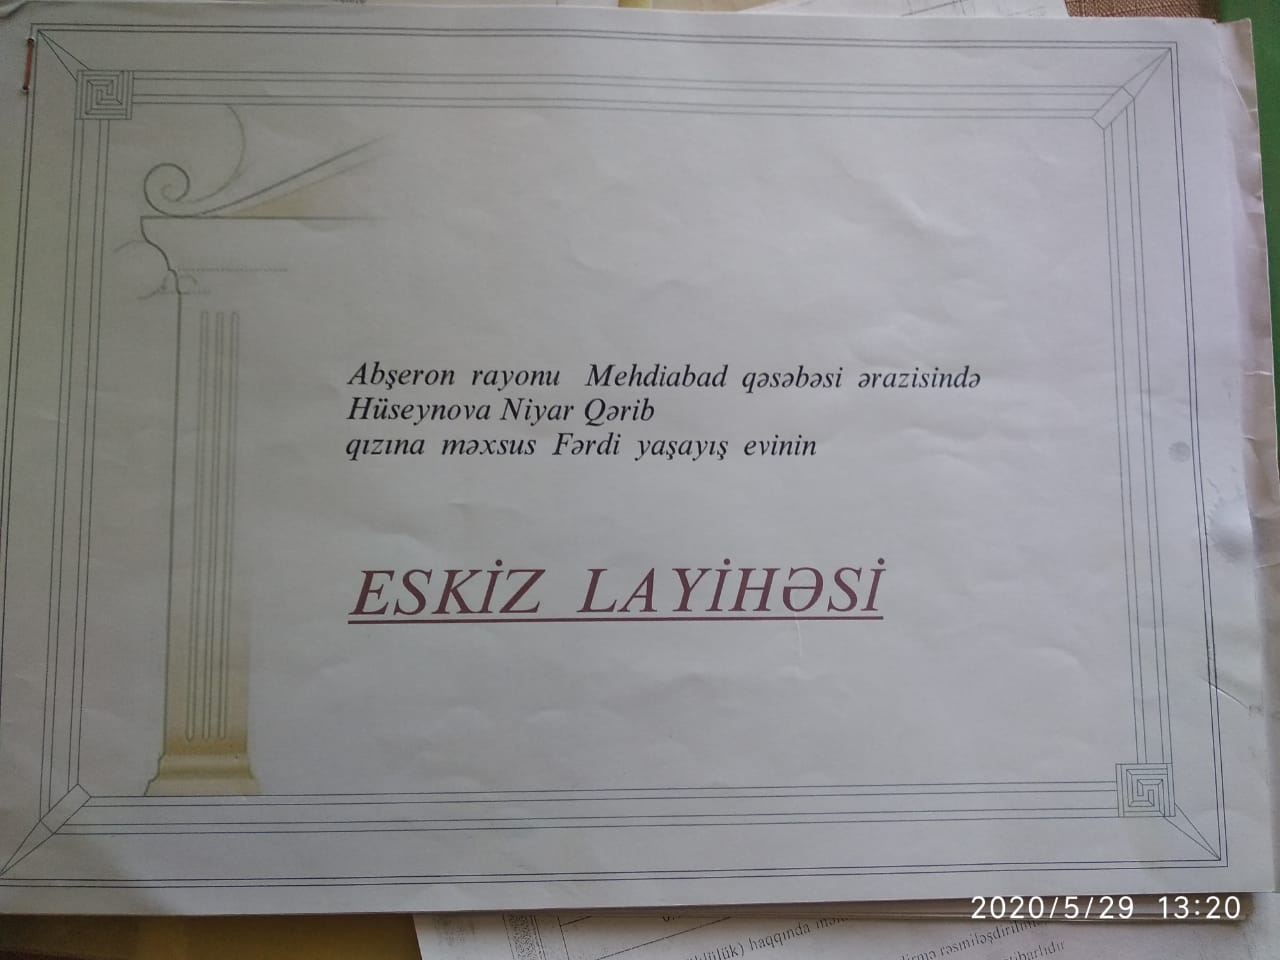 Abşeron rayonu Mehdiabad qəsəbəsi ərazisində
Hüseynova Niyar Qərib
qızına məxsus Fərdi yaşayış evinin
ESKİZ LAYİHƏSİ
2020/5/29 13:20
haqqında